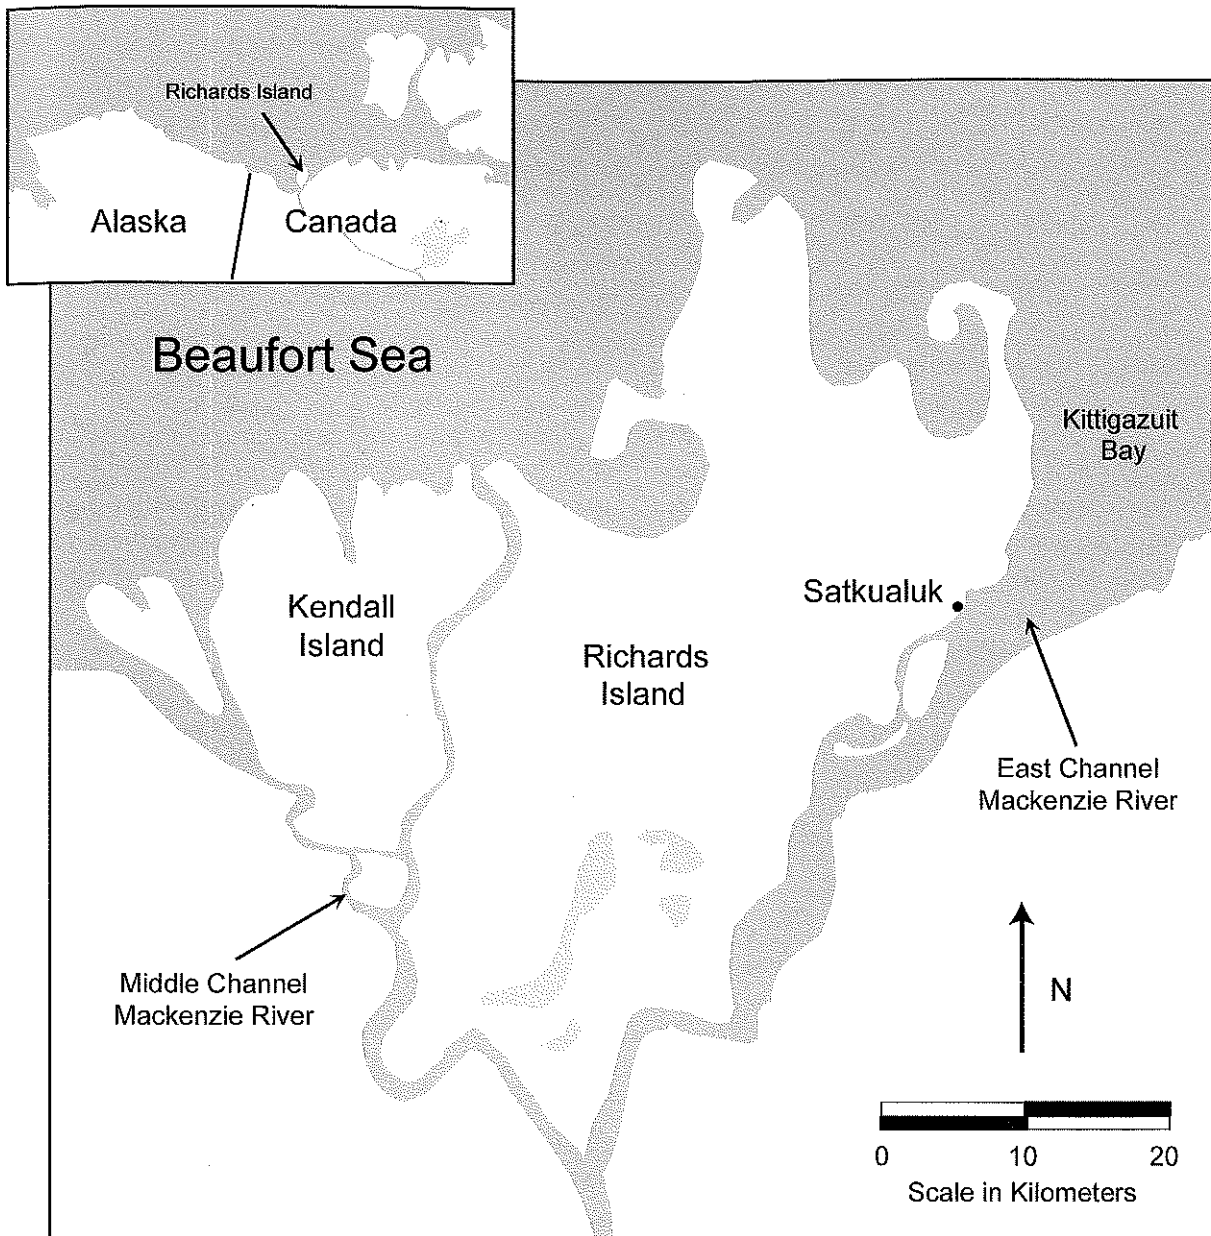 Richards Island
Alaska
Canada
Beaufort Sea
Kittigazuit
Bay
Kendall
Island
Satkualuk
Richards
Island
East Channel
Mackenzie River
Middle Channel
Mackenzie River
N
0 10 20
Scale in Kilometers